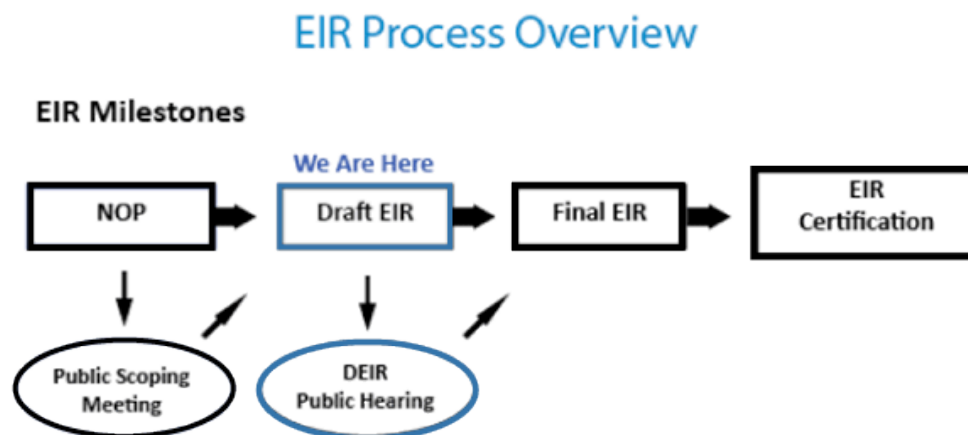 EIR Process Overview
EIR Milestones
We Are Here
NOP
Draft EIR
Final EIR
EIR
Certification
Public Scoping
Meeting
DEIR
Public Hearing